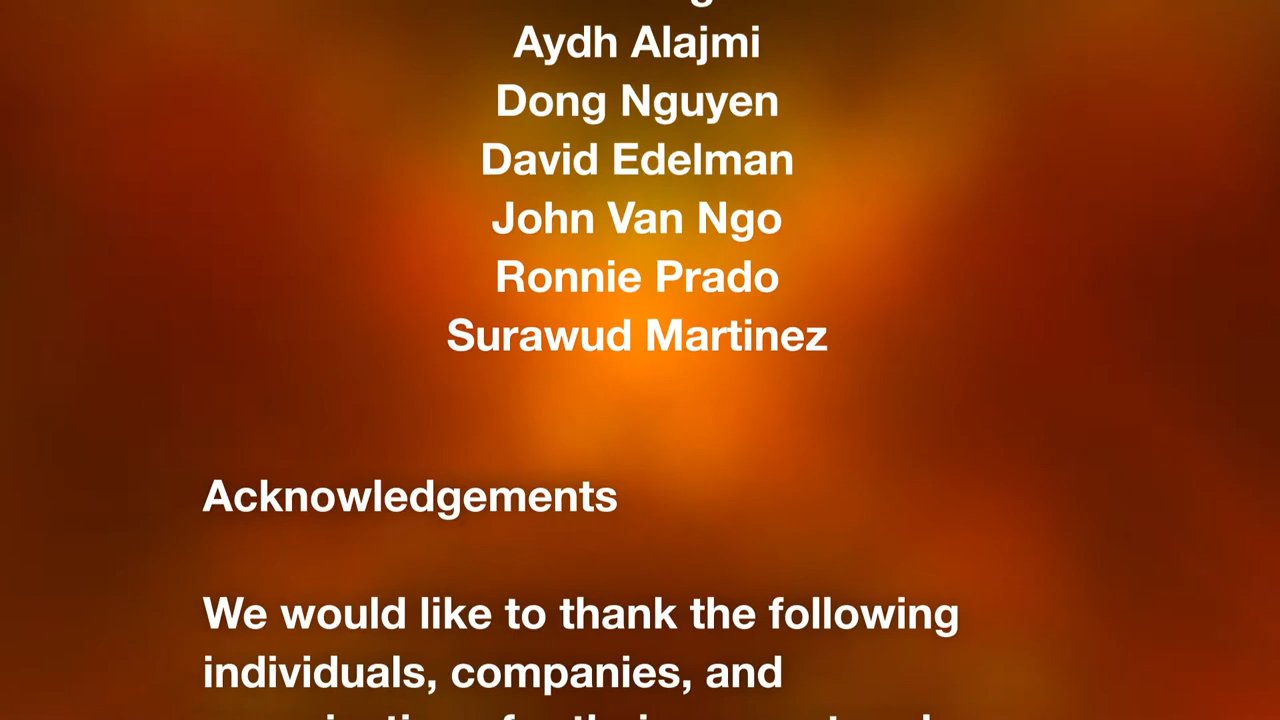 Aydh Alajmi
Dong Nguyen
David Edelman
John Van Ngo
Ronnie Prado
Surawud Martinez
Acknowledgements
We would like to thank the following
individuals, companies, and